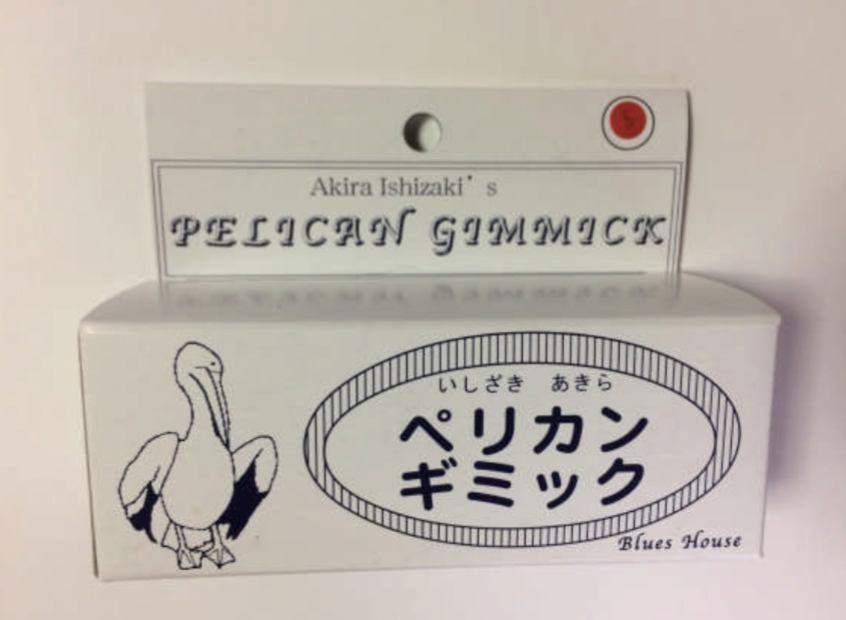 Akira Ishizaki's
PELICAN GIMMICK
いしざき あきら
ペリカン
ギミック
Blues House